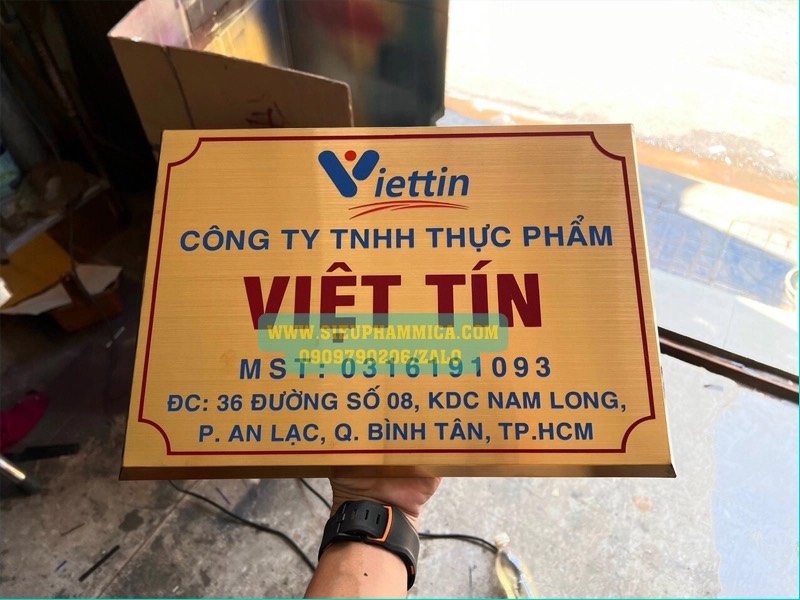 Viettin
CÔNG TY TNHH THỰC PHẨM
VIỆT TÍN
WWW.SIEUPHAMMICA.COM
0909790206/ZALO
MST: 0316191093
ĐC: 36 ĐƯỜNG SỐ 08, KDC NAM LONG,
P. AN LẠC, Q. BÌNH TÂN, TP.HCM